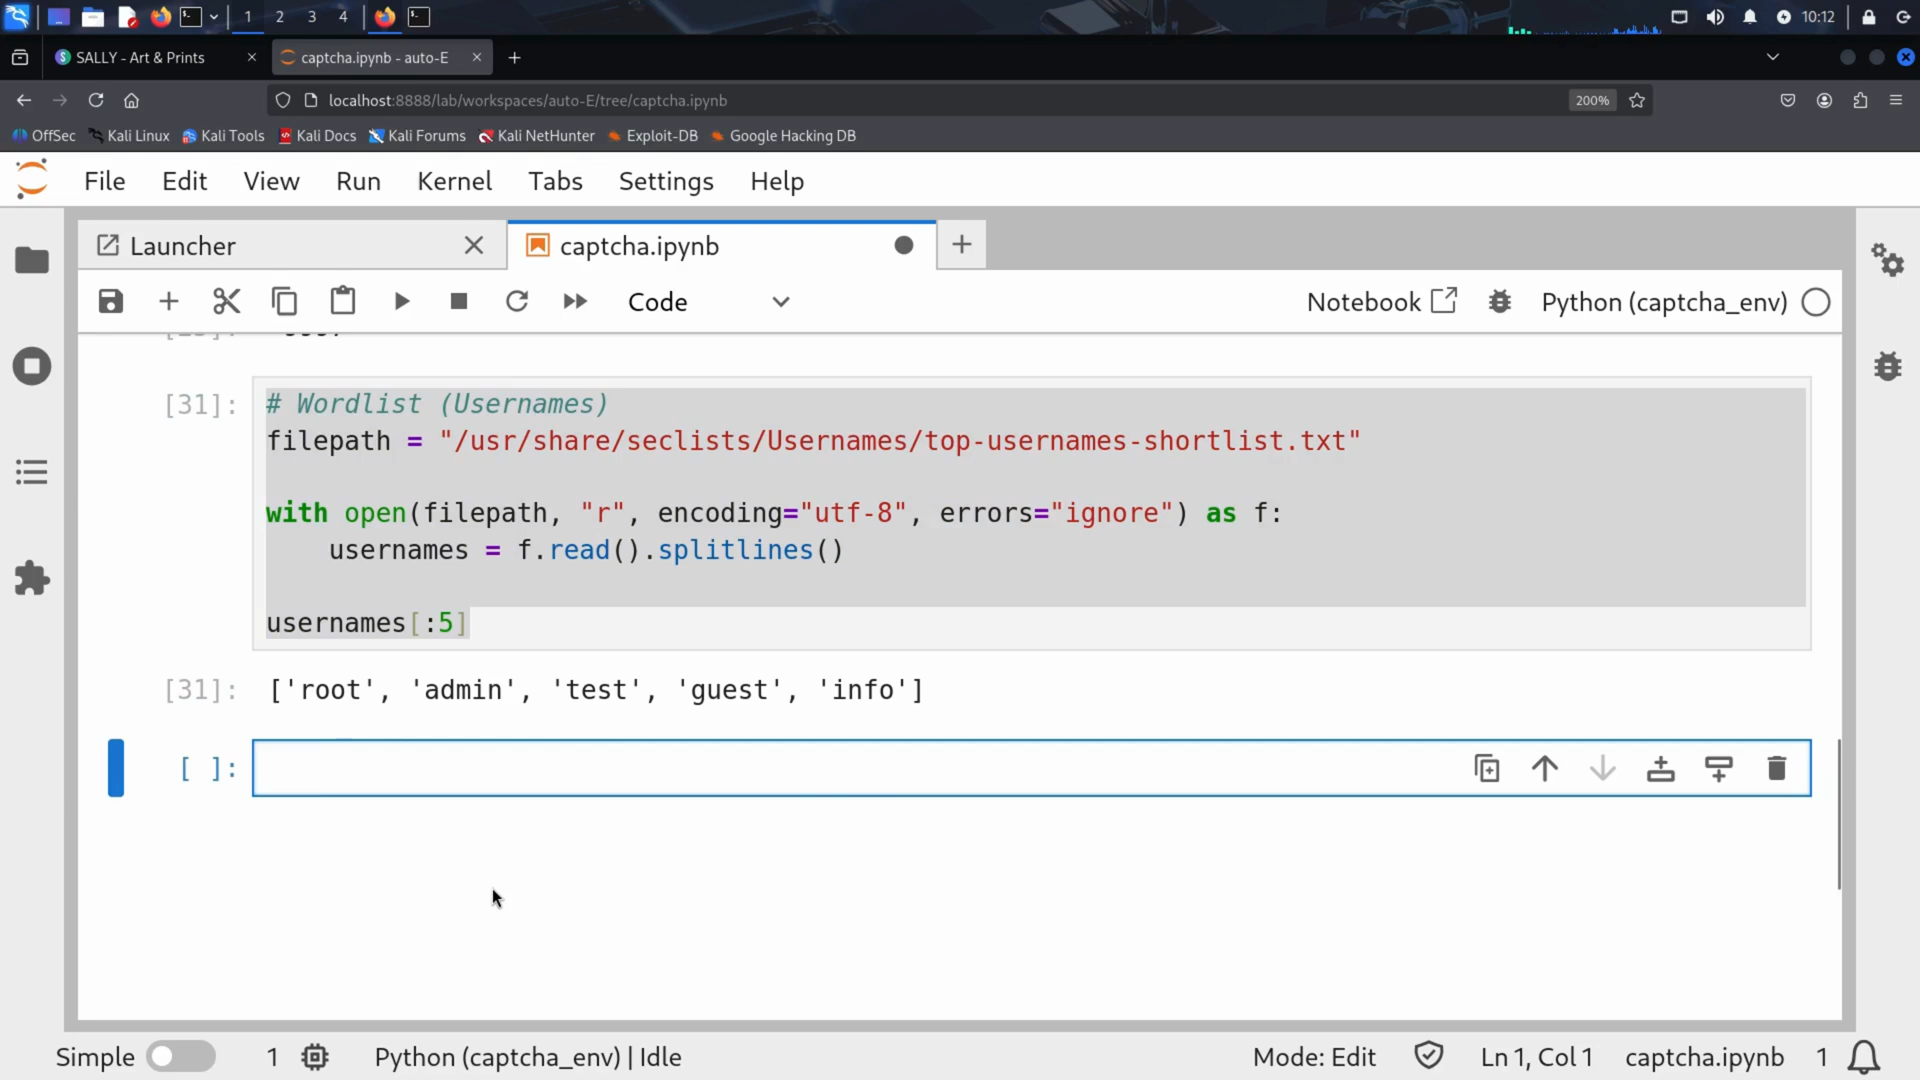 1 2 3 4 10:12
SALLY - Art & Prints captcha.ipynb - auto-E
localhost:8888/lab/workspaces/auto-E/tree/captcha.ipynb 200%
OffSec Kali Linux Kali Tools Kali Docs Kali Forums Kali NetHunter Exploit-DB Google Hacking DB
File Edit View Run Kernel Tabs Settings Help
Launcher captcha.ipynb
Code Notebook Python (captcha_env)
[31]: # Wordlist (Usernames)
filepath = "/usr/share/seclists/Usernames/top-usernames-shortlist.txt"
with open(filepath, "r", encoding="utf-8", errors="ignore") as f:
    usernames = f.read().splitlines()
usernames[:5]
[31]: ['root', 'admin', 'test', 'guest', 'info']
[ ]:
Simple 1 Python (captcha_env) | Idle Mode: Edit Ln 1, Col 1 captcha.ipynb 1